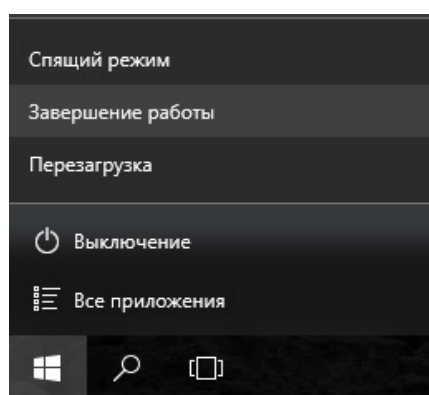 Спящий режим
Завершение работы
Перезагрузка
Выключение
Все приложения